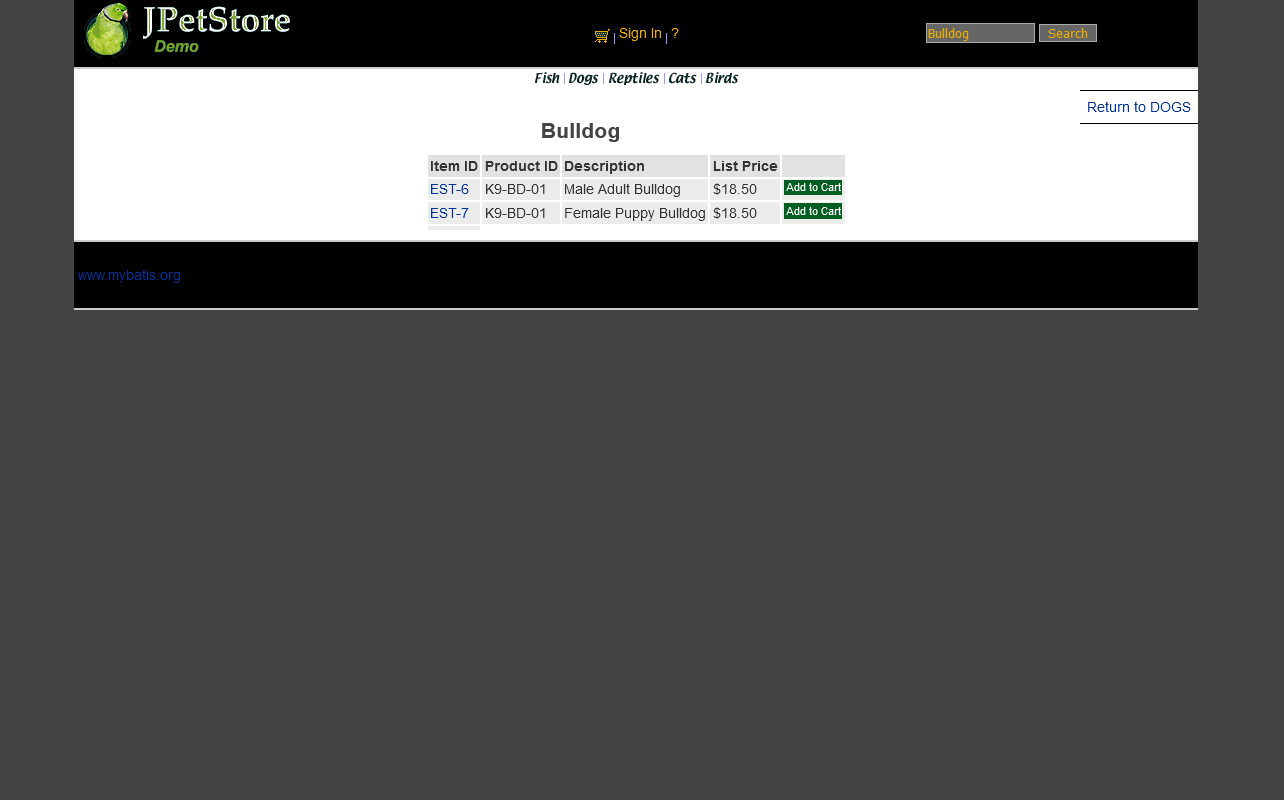 JPetStore
Demo
Sign In ?
Bulldog Search
Fish Dogs Reptiles Cats Birds
Return to DOGS
Bulldog
Item ID Product ID Description List Price
EST-6 K9-BD-01 Male Adult Bulldog $18.50 Add to Cart
EST-7 K9-BD-01 Female Puppy Bulldog $18.50 Add to Cart
www.mybatis.org